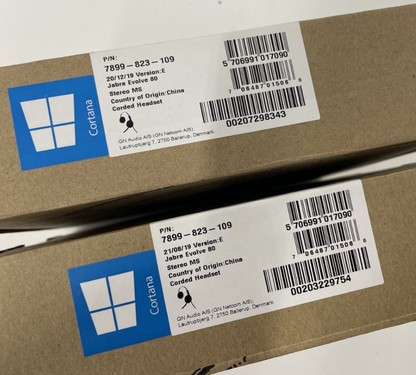 P/N:
7899-823-109
20/12/19 Version:E
Jabra Evolve 80
Stereo MS
Country of Origin:China
Corded Headset
GN Audio A/S (GN Netcom A/S),
Lautrupbjerg 7, 2750 Ballerup, Denmark
5 706991 017090
7 06487 01508 6
00207298343
Cortana
P/N:
7899-823-109
21/08/19 Version:E
Jabra Evolve 80
Stereo MS
Country of Origin:China
Corded Headset
GN Audio A/S (GN Netcom A/S),
Lautrupbjerg 7, 2750 Ballerup, Denmark
5 706991 017090
7 06487 01508 6
00203229754
Cortana